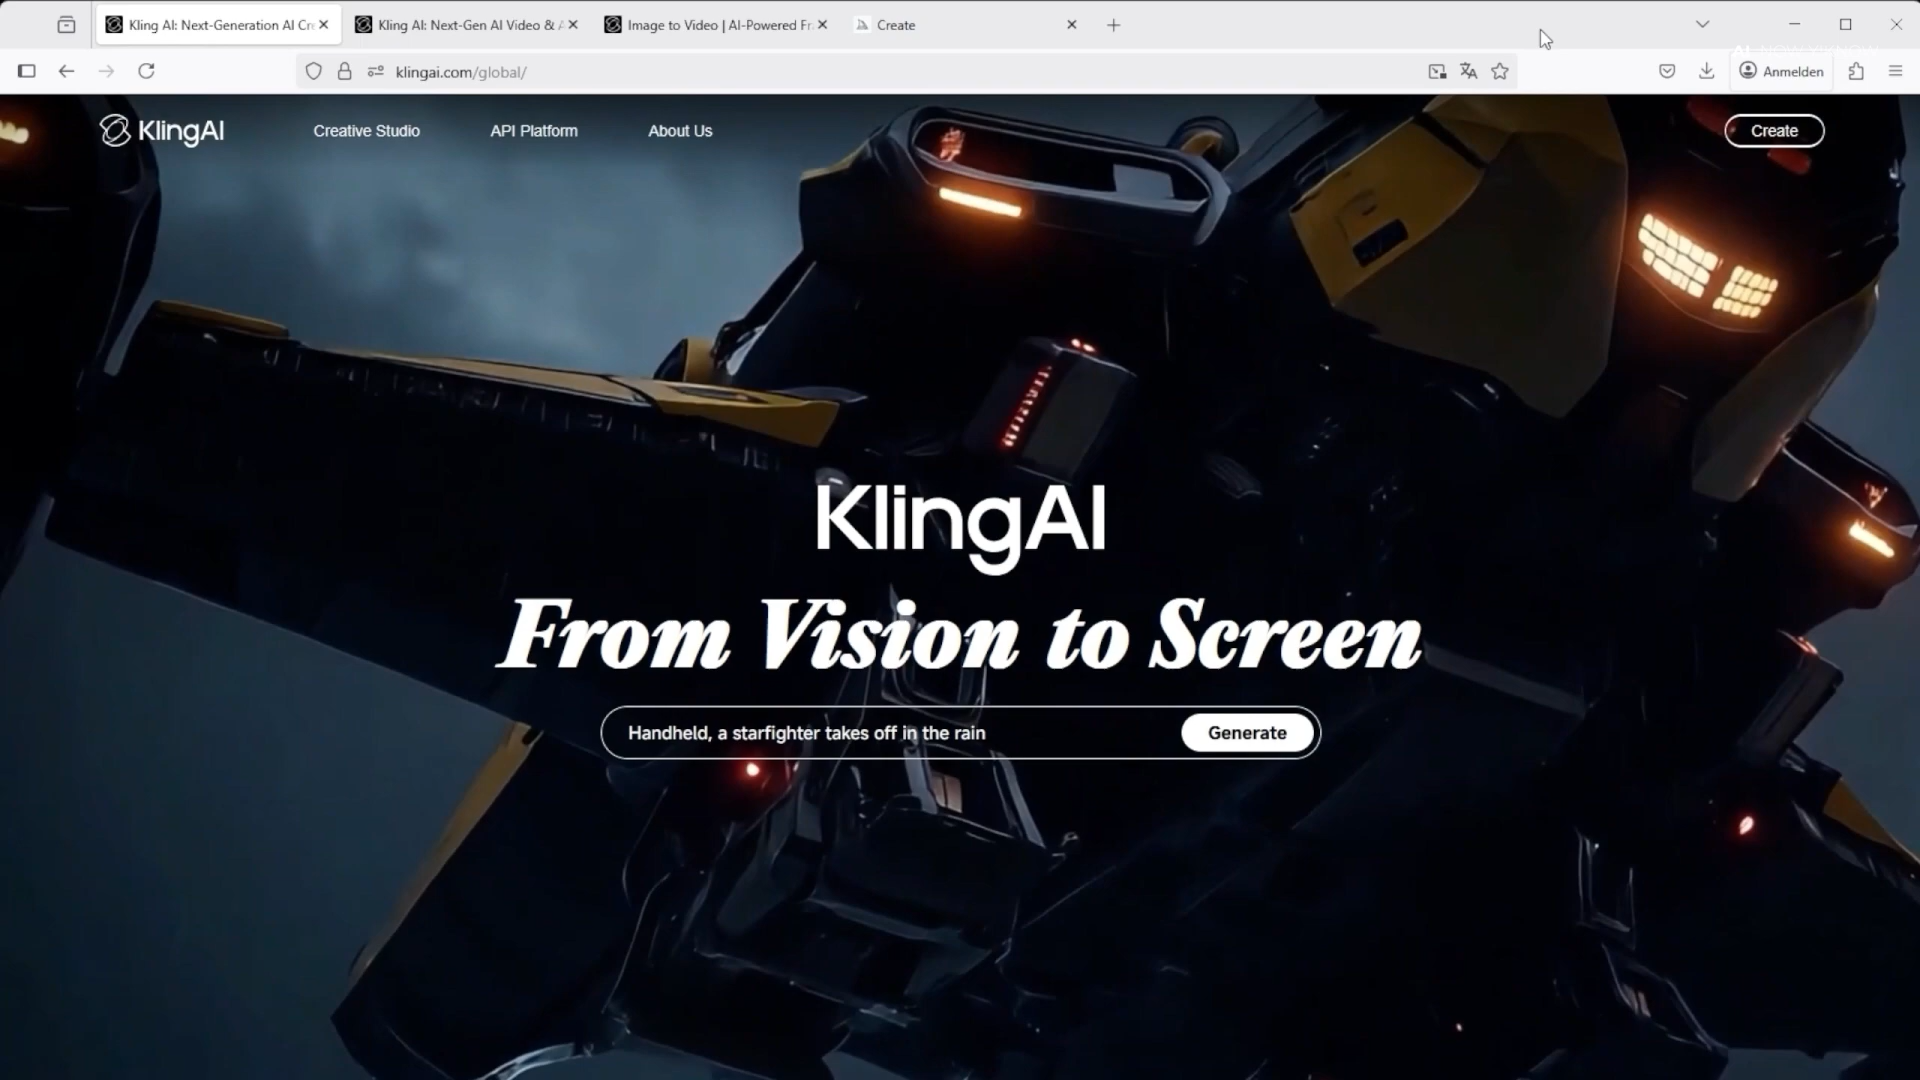 Kling AI: Next-Generation AI Cr
Kling AI: Next-Gen AI Video & A
Image to Video | AI-Powered Fr
Create
klingai.com/global/
Anmelden
KlingAI
Creative Studio
API Platform
About Us
Create
KlingAI
From Vision to Screen
Handheld, a starfighter takes off in the rain
Generate